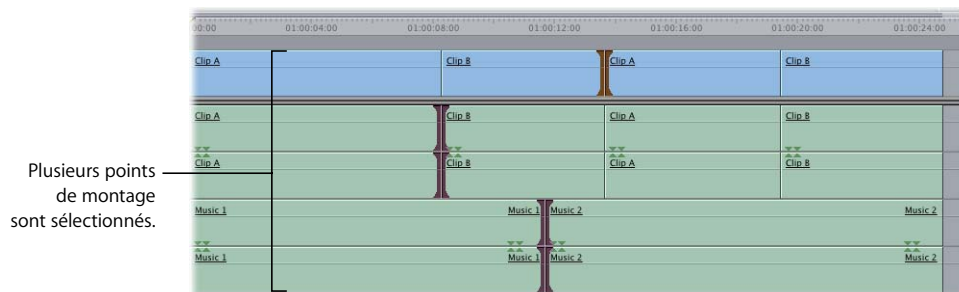 00:00 01:00:04:00 01:00:08:00 01:00:12:00 01:00:16:00 01:00:20:00 01:00:24:00
Clip A Clip B Clip A Clip B
Clip A Clip B Clip A Clip B
Clip A Clip B Clip A Clip B
Plusieurs points
de montage
sont sélectionnés.
Music 1 Music 1 Music 2 Music 2
Music 1 Music 1 Music 2 Music 2